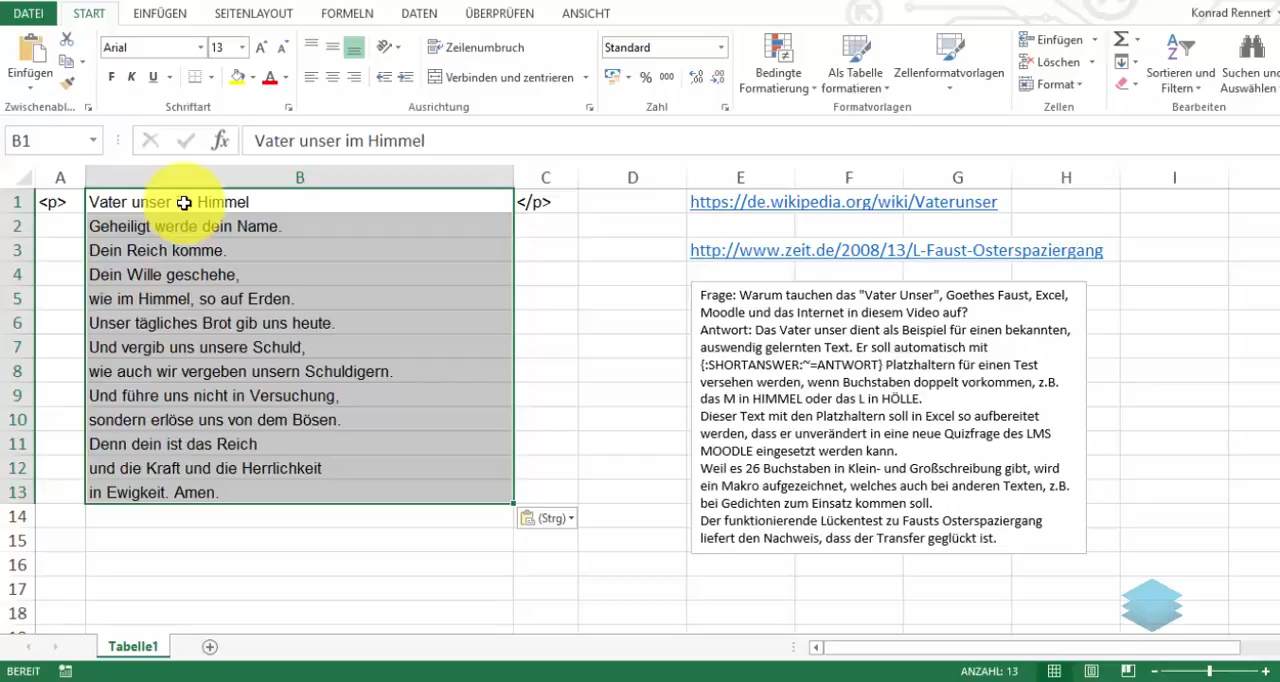 DATEI START EINFÜGEN SEITENLAYOUT FORMELN DATEN ÜBERPRÜFEN ANSICHT Konrad Rennert
Einfügen
Arial 13
F K U
Zeilenumbruch
Verbinden und zentrieren
Standard
% 000
Bedingte Formatierung
Als Tabelle formatieren
Zellenformatvorlagen
Einfügen
Löschen
Format
Sortieren und Filtern
Suchen und Auswählen
Zwischenabl... Schriftart Ausrichtung Zahl Formatvorlagen Zellen Bearbeiten
B1 fx Vater unser im Himmel
A B C D E F G H I
1 <p> Vater unser Himmel </p> https://de.wikipedia.org/wiki/Vaterunser
2 Geheiligt werde dein Name.
3 Dein Reich komme. http://www.zeit.de/2008/13/L-Faust-Osterspaziergang
4 Dein Wille geschehe,
5 wie im Himmel, so auf Erden.
6 Unser tägliches Brot gib uns heute.
7 Und vergib uns unsere Schuld,
8 wie auch wir vergeben unsern Schuldigern.
9 Und führe uns nicht in Versuchung,
10 sondern erlöse uns von dem Bösen.
11 Denn dein ist das Reich
12 und die Kraft und die Herrlichkeit
13 in Ewigkeit. Amen.
14
15
16
17
18
(Strg)
Frage: Warum tauchen das "Vater Unser", Goethes Faust, Excel,
Moodle und das Internet in diesem Video auf?
Antwort: Das Vater unser dient als Beispiel für einen bekannten,
auswendig gelernten Text. Er soll automatisch mit
{:SHORTANSWER:~=ANTWORT} Platzhaltern für einen Test
versehen werden, wenn Buchstaben doppelt vorkommen, z.B.
das M in HIMMEL oder das L in HÖLLE.
Dieser Text mit den Platzhaltern soll in Excel so aufbereitet
werden, dass er unverändert in eine neue Quizfrage des LMS
MOODLE eingesetzt werden kann.
Weil es 26 Buchstaben in Klein- und Großschreibung gibt, wird
ein Makro aufgezeichnet, welches auch bei anderen Texten, z.B.
bei Gedichten zum Einsatz kommen soll.
Der funktionierende Lückentest zu Fausts Osterspaziergang
liefert den Nachweis, dass der Transfer geglückt ist.
Tabelle1
BEREIT ANZAHL: 13